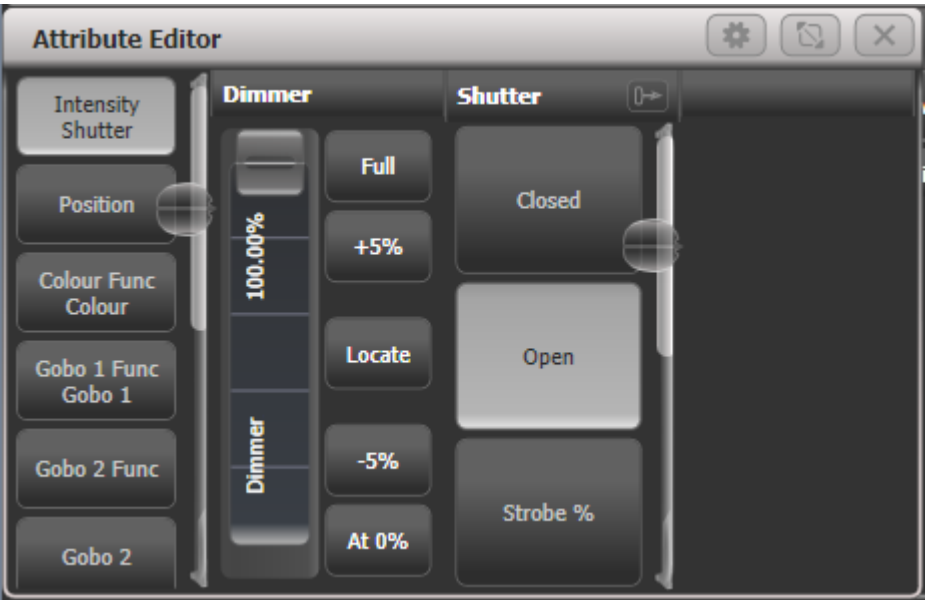 Attribute Editor
Intensity
Shutter
Position
Colour Func
Colour
Gobo 1 Func
Gobo 1
Gobo 2 Func
Gobo 2
Dimmer
100.00%
Dimmer
Full
+5%
Locate
-5%
At 0%
Shutter
Closed
Open
Strobe %